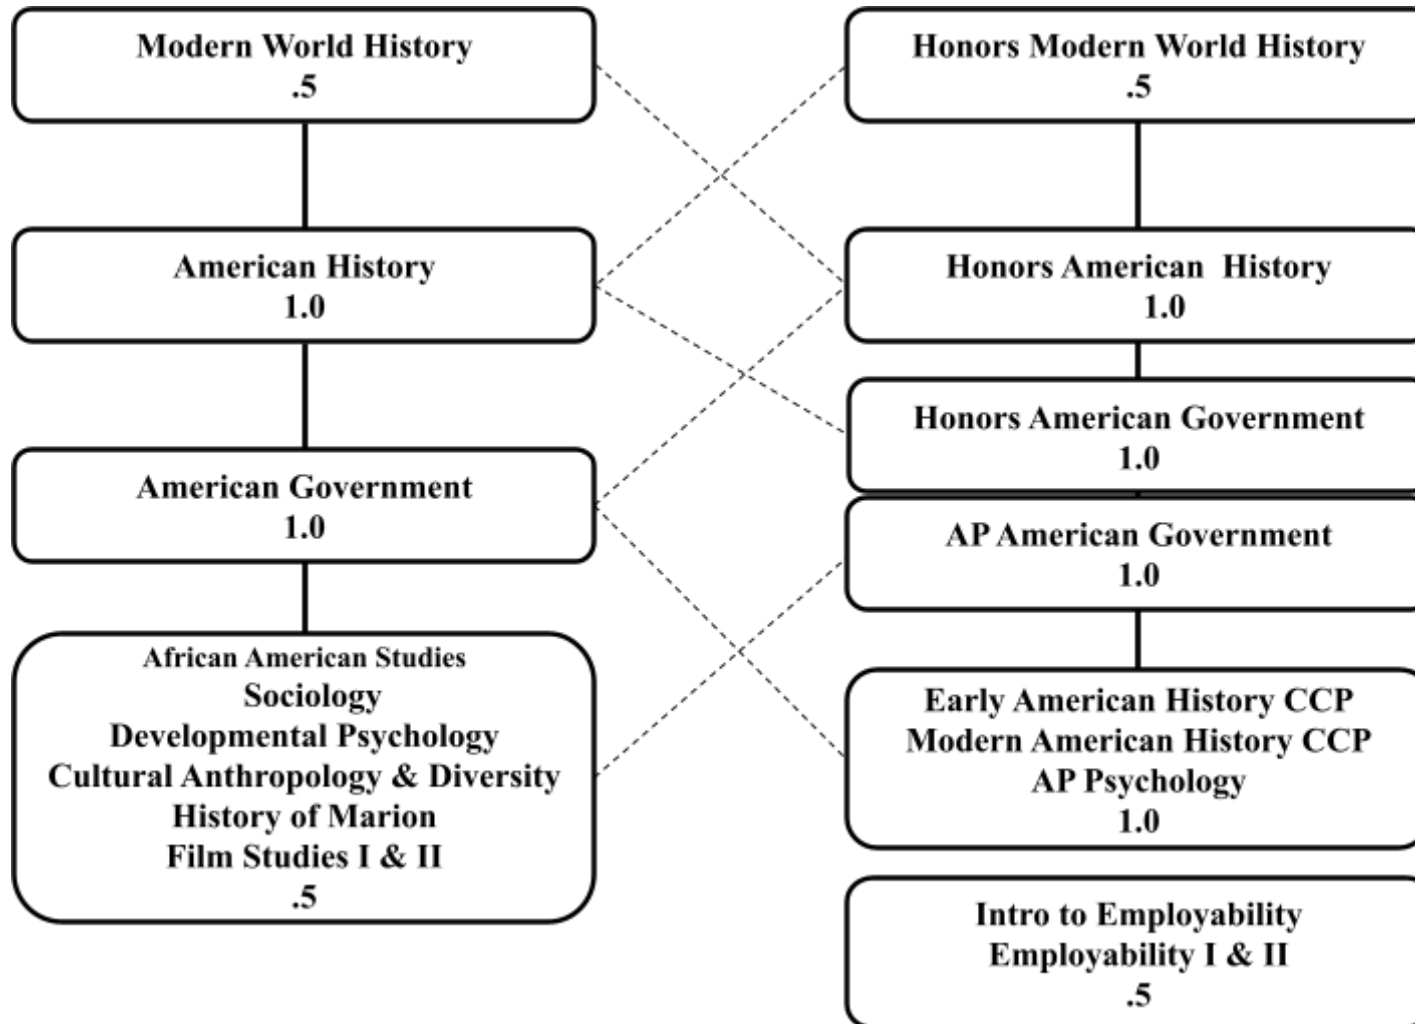 Modern World History
.5
American History
1.0
American Government
1.0
African American Studies
Sociology
Developmental Psychology
Cultural Anthropology & Diversity
History of Marion
Film Studies I & II
.5
Honors Modern World History
.5
Honors American History
1.0
Honors American Government
1.0
AP American Government
1.0
Early American History CCP
Modern American History CCP
AP Psychology
1.0
Intro to Employability
Employability I & II
.5